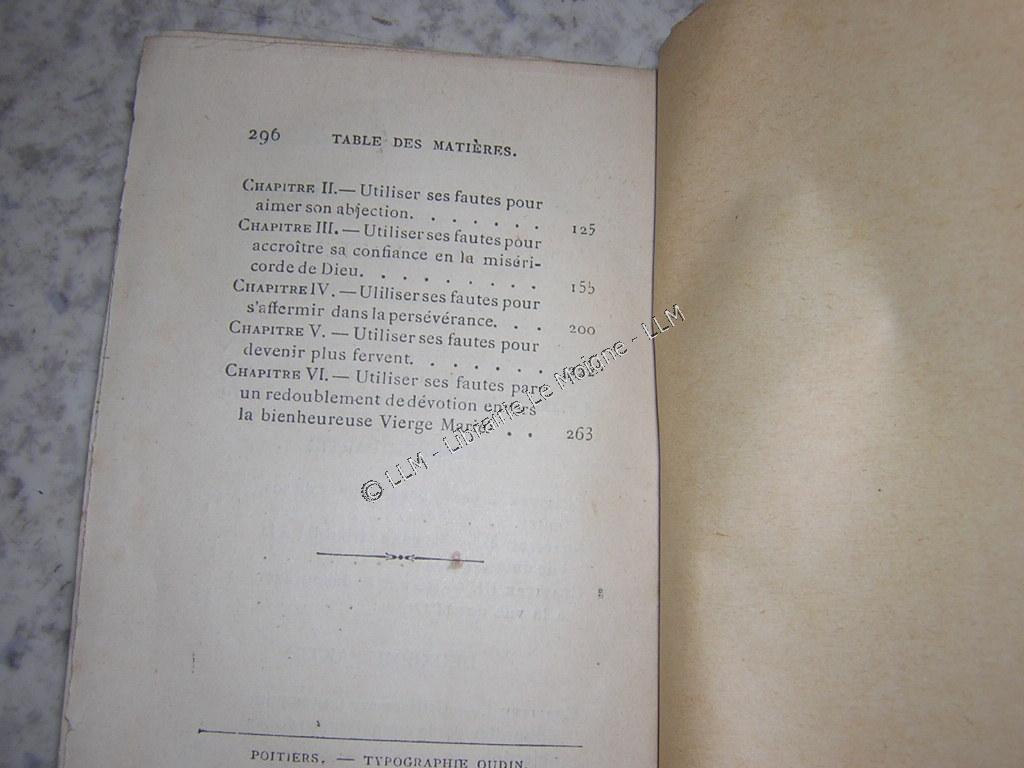 296 TABLE DES MATIÈRES.
CHAPITRE II.— Utiliser ses fautes pour
aimer son abjection. . . . . . . 125
CHAPITRE III. — Utiliser ses fautes pour
accroître sa confiance en la miséri-
corde de Dieu. . . . . . . . 155
CHAPITRE IV. — Utiliser ses fautes pour
s'affermir dans la persévérance. . . 200
CHAPITRE V. — Utiliser ses fautes pour
devenir plus fervent. . . . . . .
CHAPITRE VI. — Utiliser ses fautes par
un redoublement de dévotion envers
la bienheureuse Vierge Marie. . . 263
© LLM - Librairie Le Moigne - LLM
POITIERS. — TYPOGRAPHIE OUDIN.